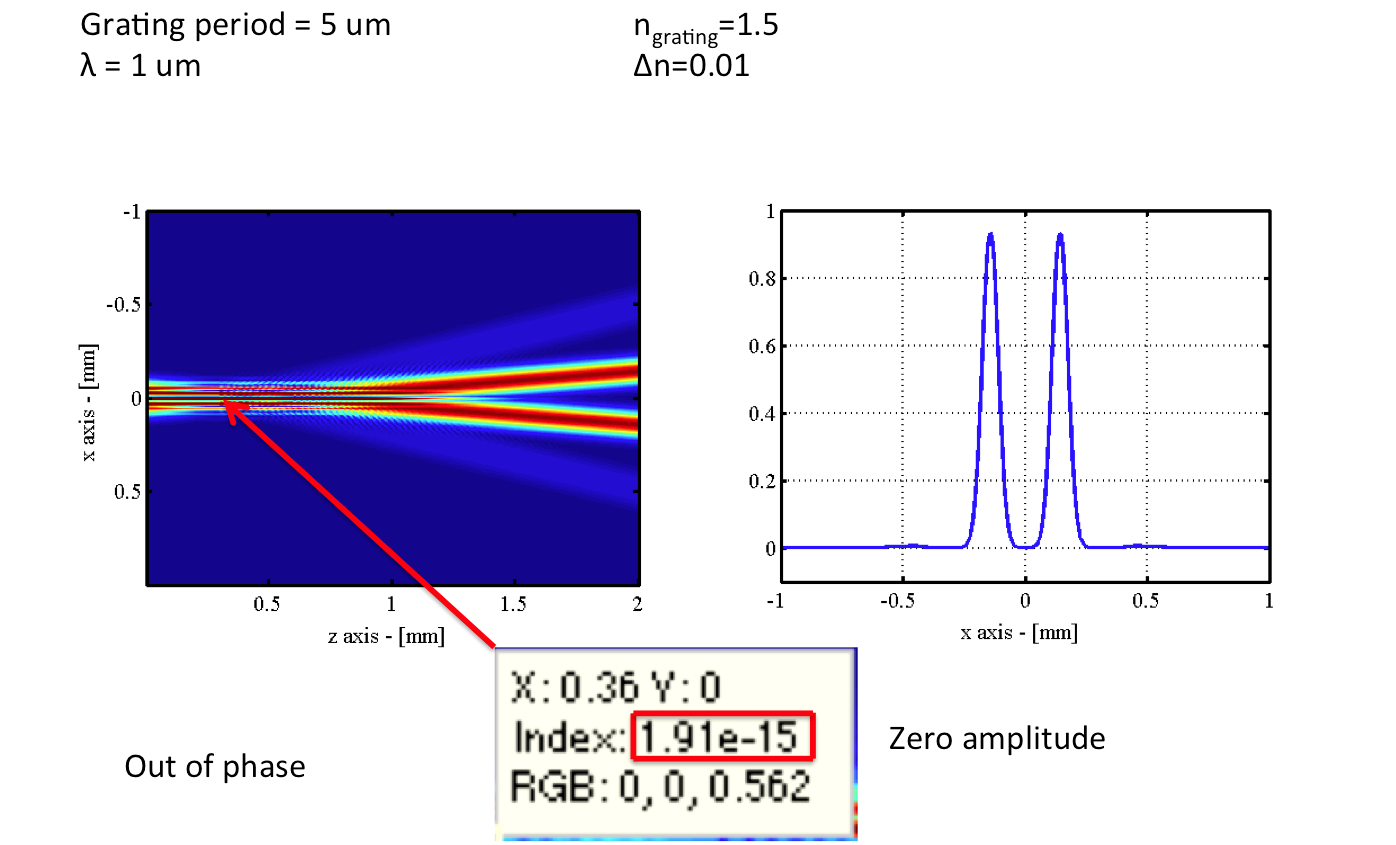 Grating period = 5 um
n_grating=1.5
λ = 1 um
Δn=0.01
-1
-0.5
0
0.5
x axis - [mm]
0.5
1
1.5
2
z axis - [mm]
1
0.8
0.6
0.4
0.2
0
-1
-0.5
0
0.5
1
x axis - [mm]
X: 0.36 Y: 0
Index: 1.91e-15
RGB: 0, 0, 0.562
Zero amplitude
Out of phase